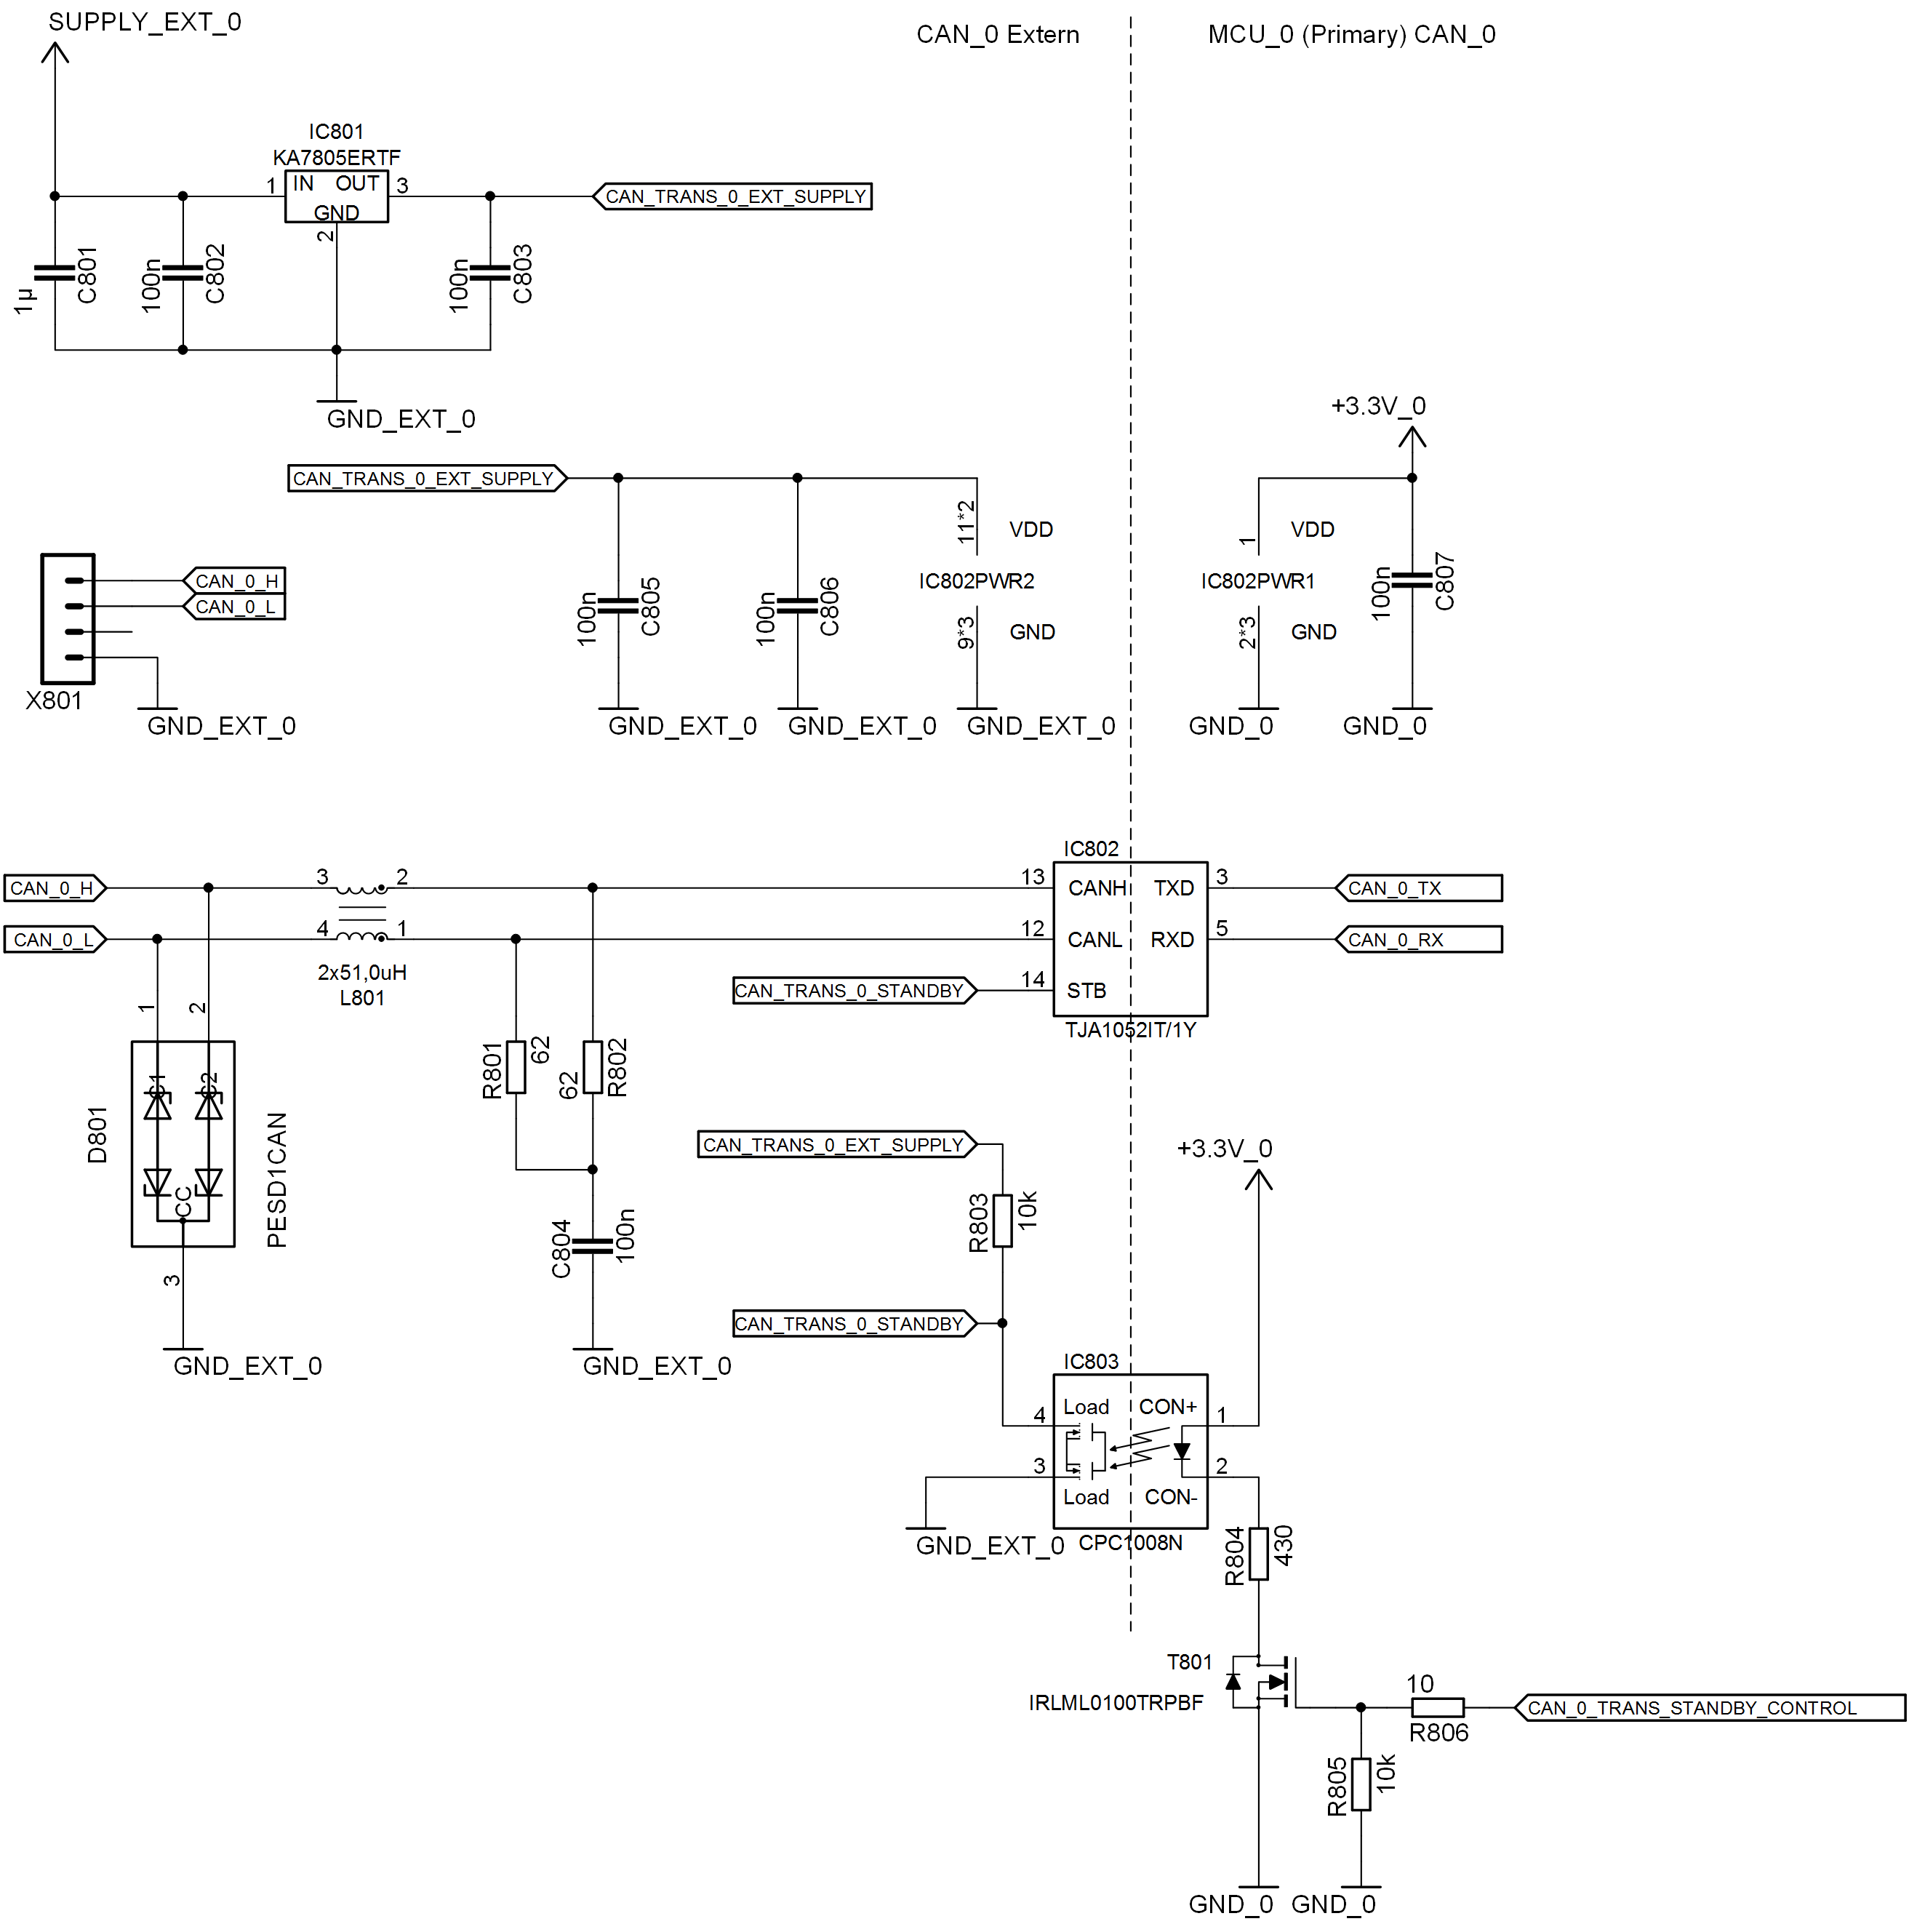 SUPPLY_EXT_0
CAN_0 Extern
MCU_0 (Primary) CAN_0
IC801
KA7805ERTF
1
IN
OUT
3
GND
2
CAN_TRANS_0_EXT_SUPPLY
1µ
C801
100n
C802
100n
C803
GND_EXT_0
+3.3V_0
CAN_TRANS_0_EXT_SUPPLY
11*2
VDD
1
VDD
CAN_0_H
CAN_0_L
100n
C805
100n
C806
IC802PWR2
IC802PWR1
100n
C807
9*3
GND
2*3
GND
X801
GND_EXT_0
GND_EXT_0
GND_EXT_0
GND_EXT_0
GND_0
GND_0
IC802
CAN_0_H
3
2
13
CANH
TXD
3
CAN_0_TX
CAN_0_L
4
1
12
CANL
RXD
5
CAN_0_RX
2x51,0uH
L801
CAN_TRANS_0_STANDBY
14
STB
TJA1052IT/1Y
1
2
R801
62
62
R802
C1
C2
D801
CC
PESD1CAN
3
CAN_TRANS_0_EXT_SUPPLY
+3.3V_0
R803
10k
C804
100n
CAN_TRANS_0_STANDBY
GND_EXT_0
GND_EXT_0
IC803
4
Load
CON+
1
3
Load
CON-
2
GND_EXT_0
CPC1008N
R804
430
T801
IRLML0100TRPBF
10
R806
CAN_0_TRANS_STANDBY_CONTROL
R805
10k
GND_0
GND_0